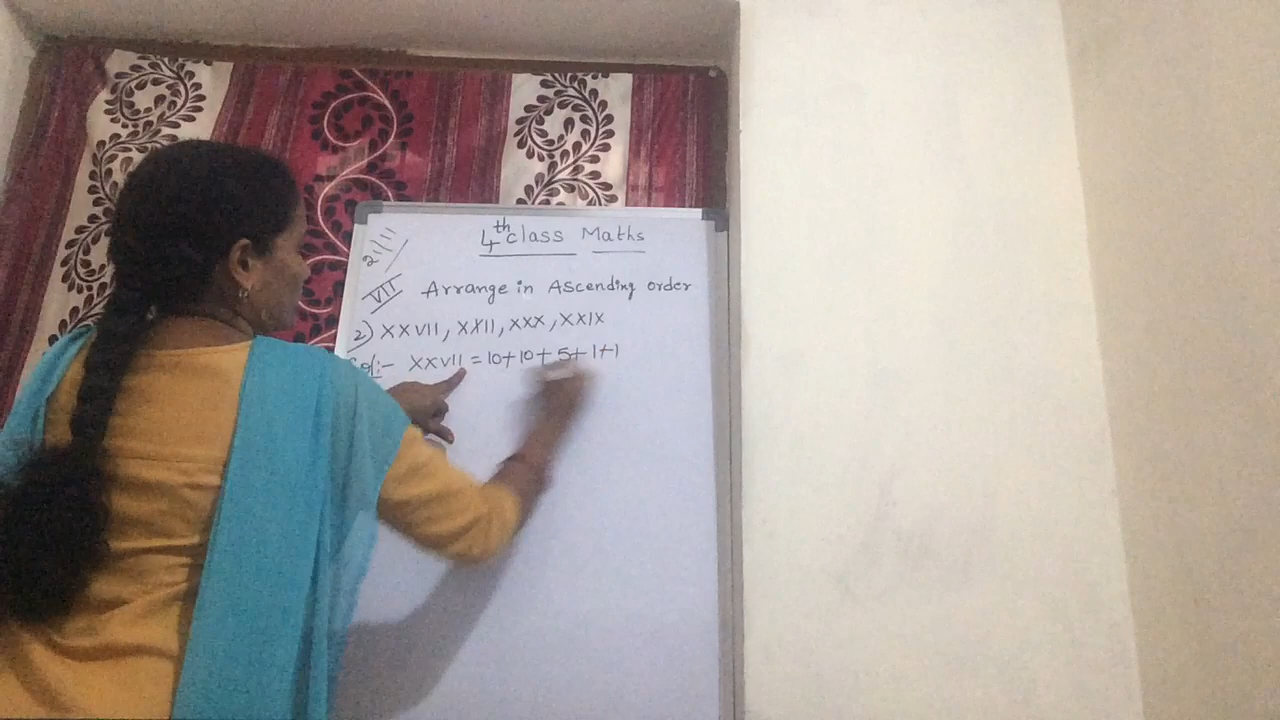 21/11
4th class Maths
VII Arrange in Ascending order
2) XXVII, XXII, XXX, XXIX
Sol:- XXVII = 10+10+5+1+1